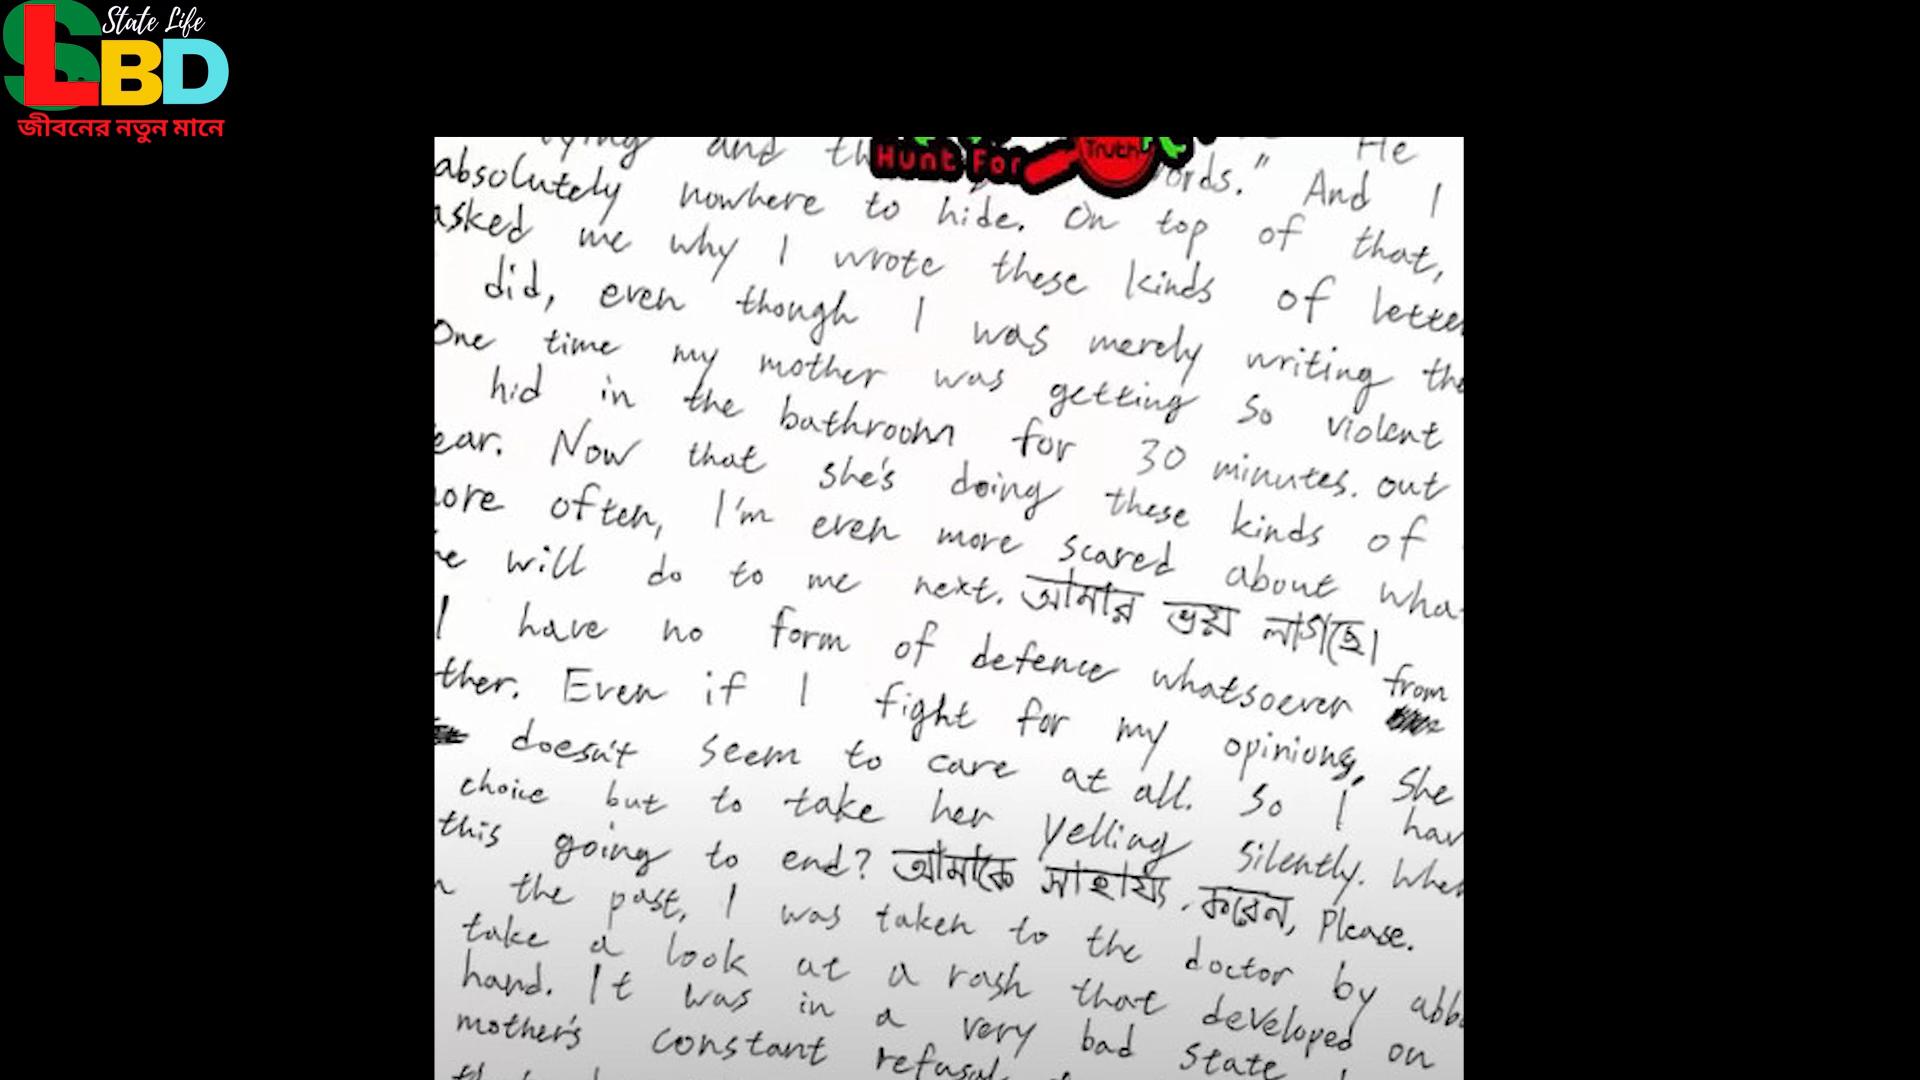 State Life
SLBD
জীবনের নতুন মানে
Hunt For Truth
lying and th ords." He
absolutely nowhere to hide. On top of that, And I
asked me why I wrote these kinds of letter
did, even though I was merely writing the
One time my mother was getting so violent
hid in the bathroom for 30 minutes. out
ear. Now that she's doing these kinds of
ore often, I'm even more scared about wha
e will do to me next. আমার ভয় লাগছে।
I have no form of defence whatsoever from
ther. Even if I fight for my opinions, she
doesn't seem to care at all. So I hav
choice but to take her yelling silently. When
this going to end? আমাকে সাহায্য করেন, Please.
n the past, I was taken to the doctor by abb
take a look at a rash that developed on
hand. It was in a very bad state
mother's constant refusal